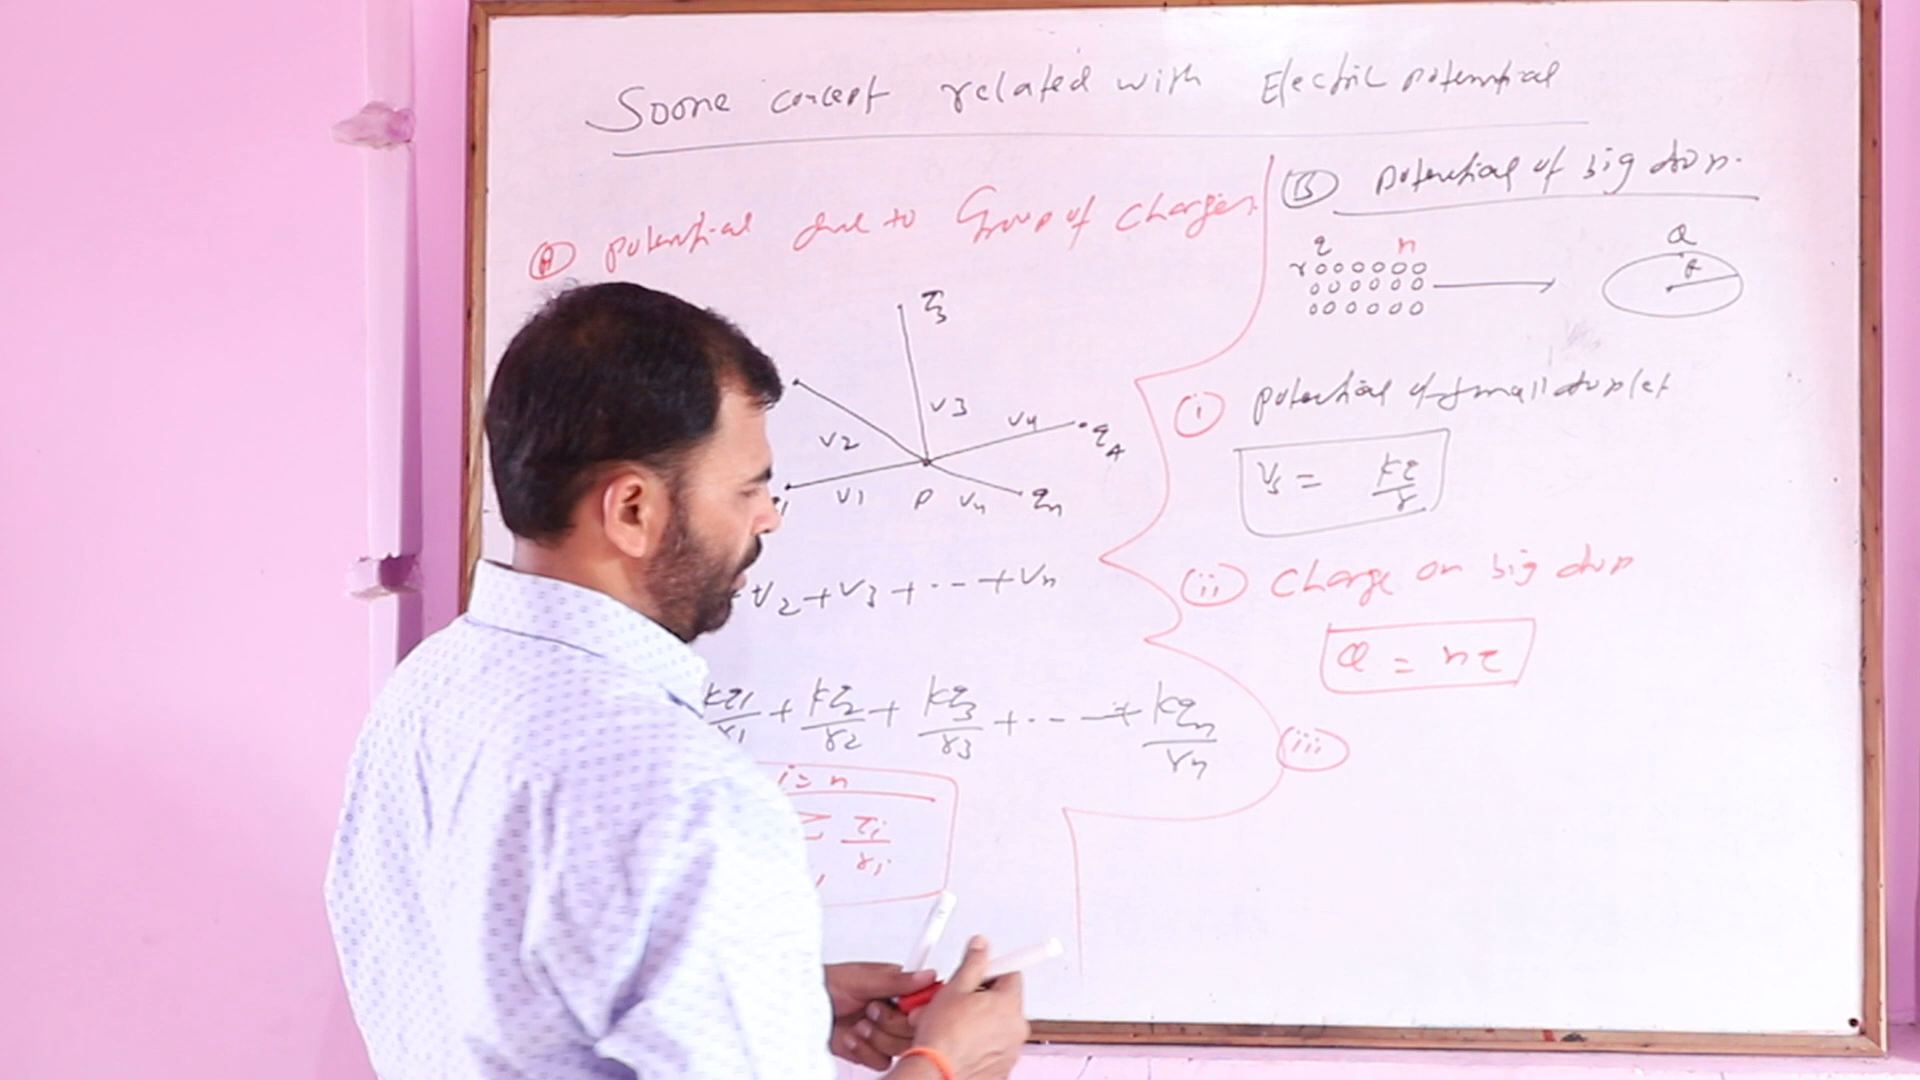 Some concept related with Electric potential
(A) potential due to Group of charges.
q3
V3
V4
q4
V2
V1
P
Vn
qn
+V2+V3+--+Vn
kq1/r1 + kq2/r2 + kq3/r3 +--+ kqn/rn
i=n
Σ qi/ri
(B) potential of big drop.
q n
r
Q
R
(i) potential of small droplet
Vs = kq/r
(ii) Charge on big drop
Q = nq
(iii)